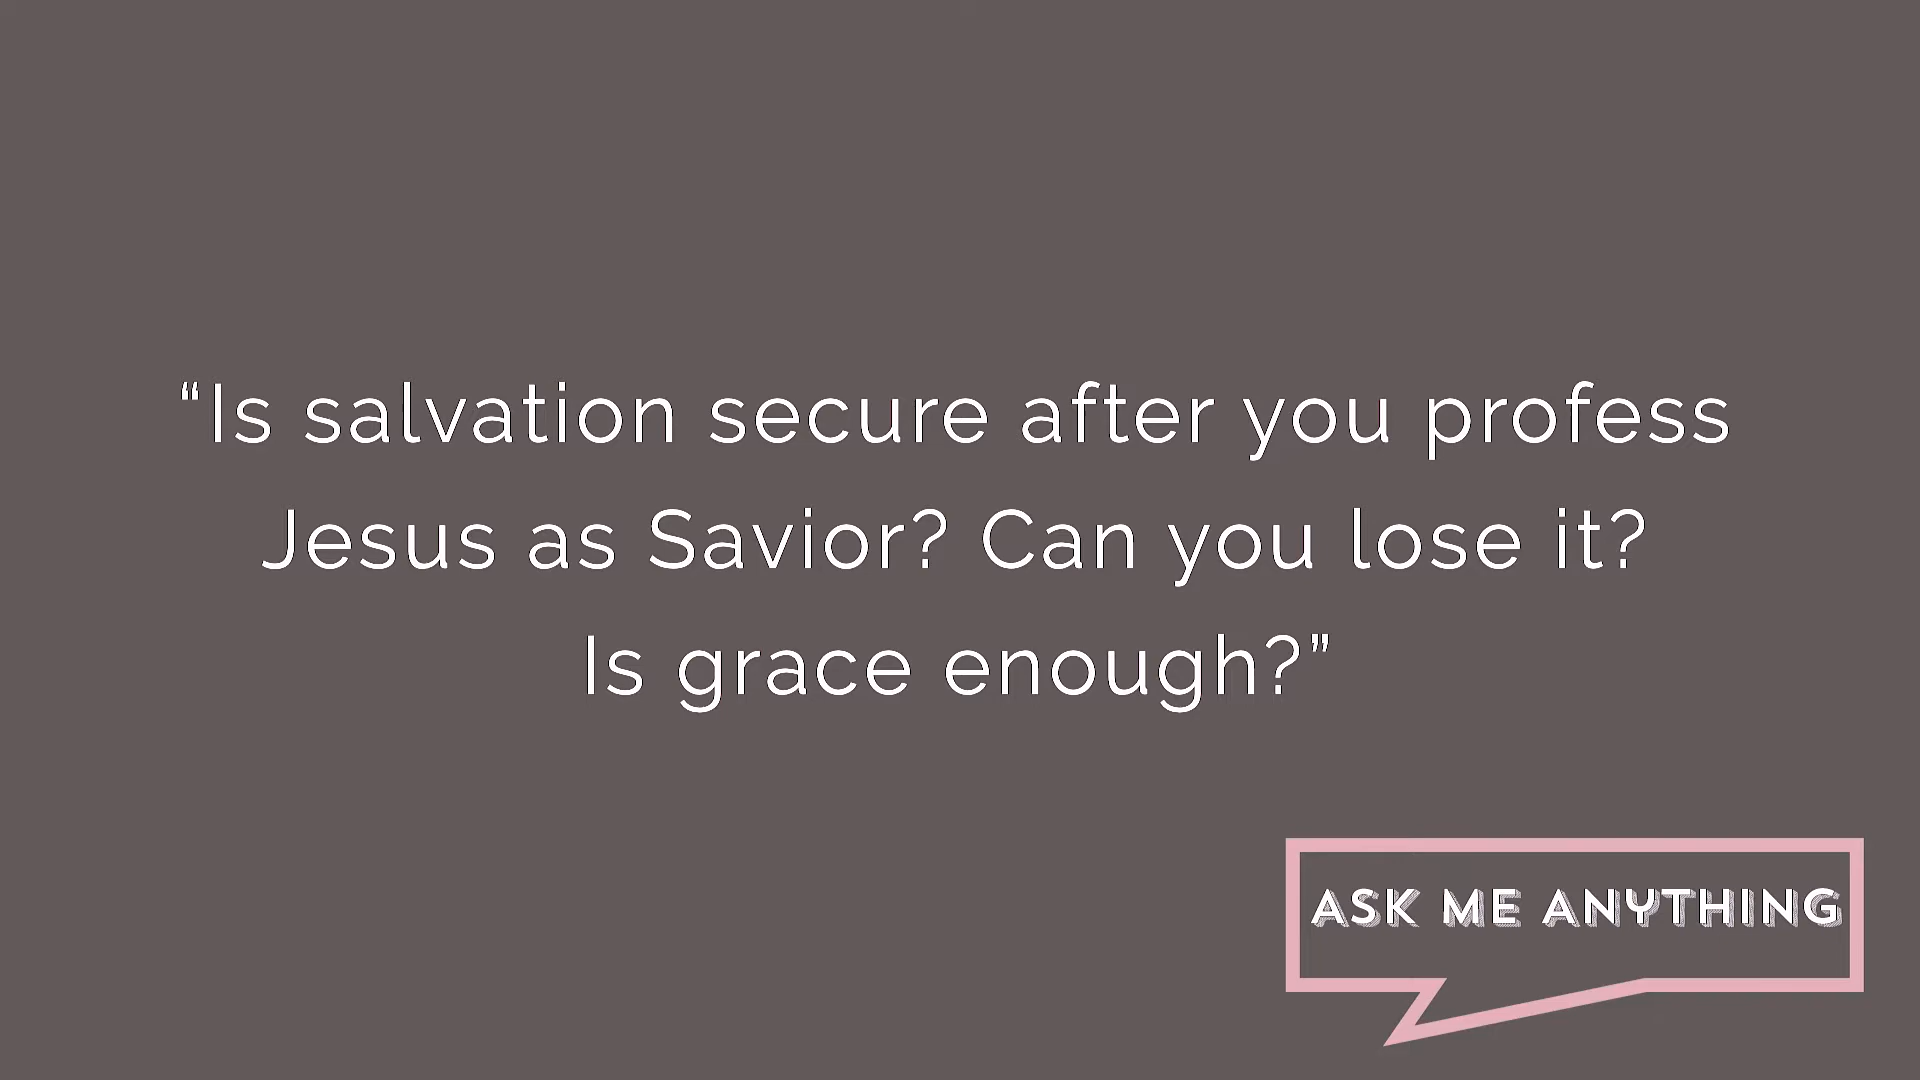 “Is salvation secure after you profess
Jesus as Savior? Can you lose it?
Is grace enough?”
ASK ME ANYTHING